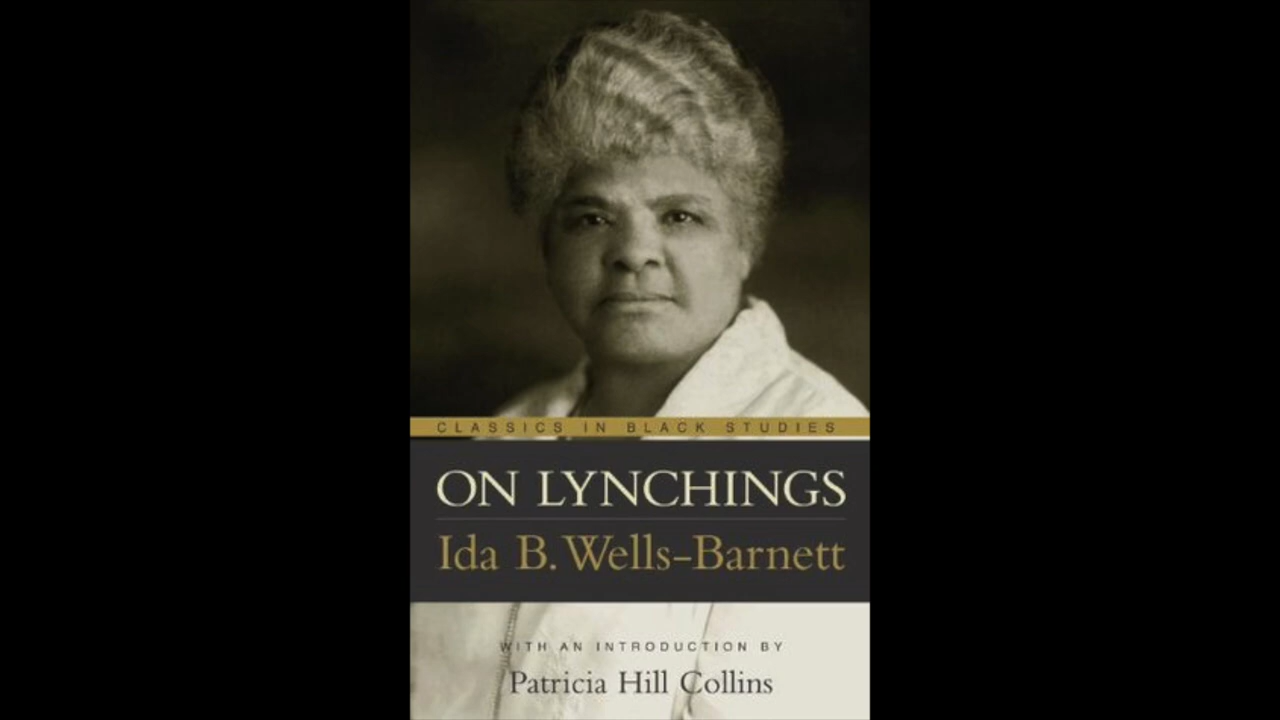 CLASSICS IN BLACK STUDIES
ON LYNCHINGS
Ida B. Wells-Barnett
WITH AN INTRODUCTION BY
Patricia Hill Collins